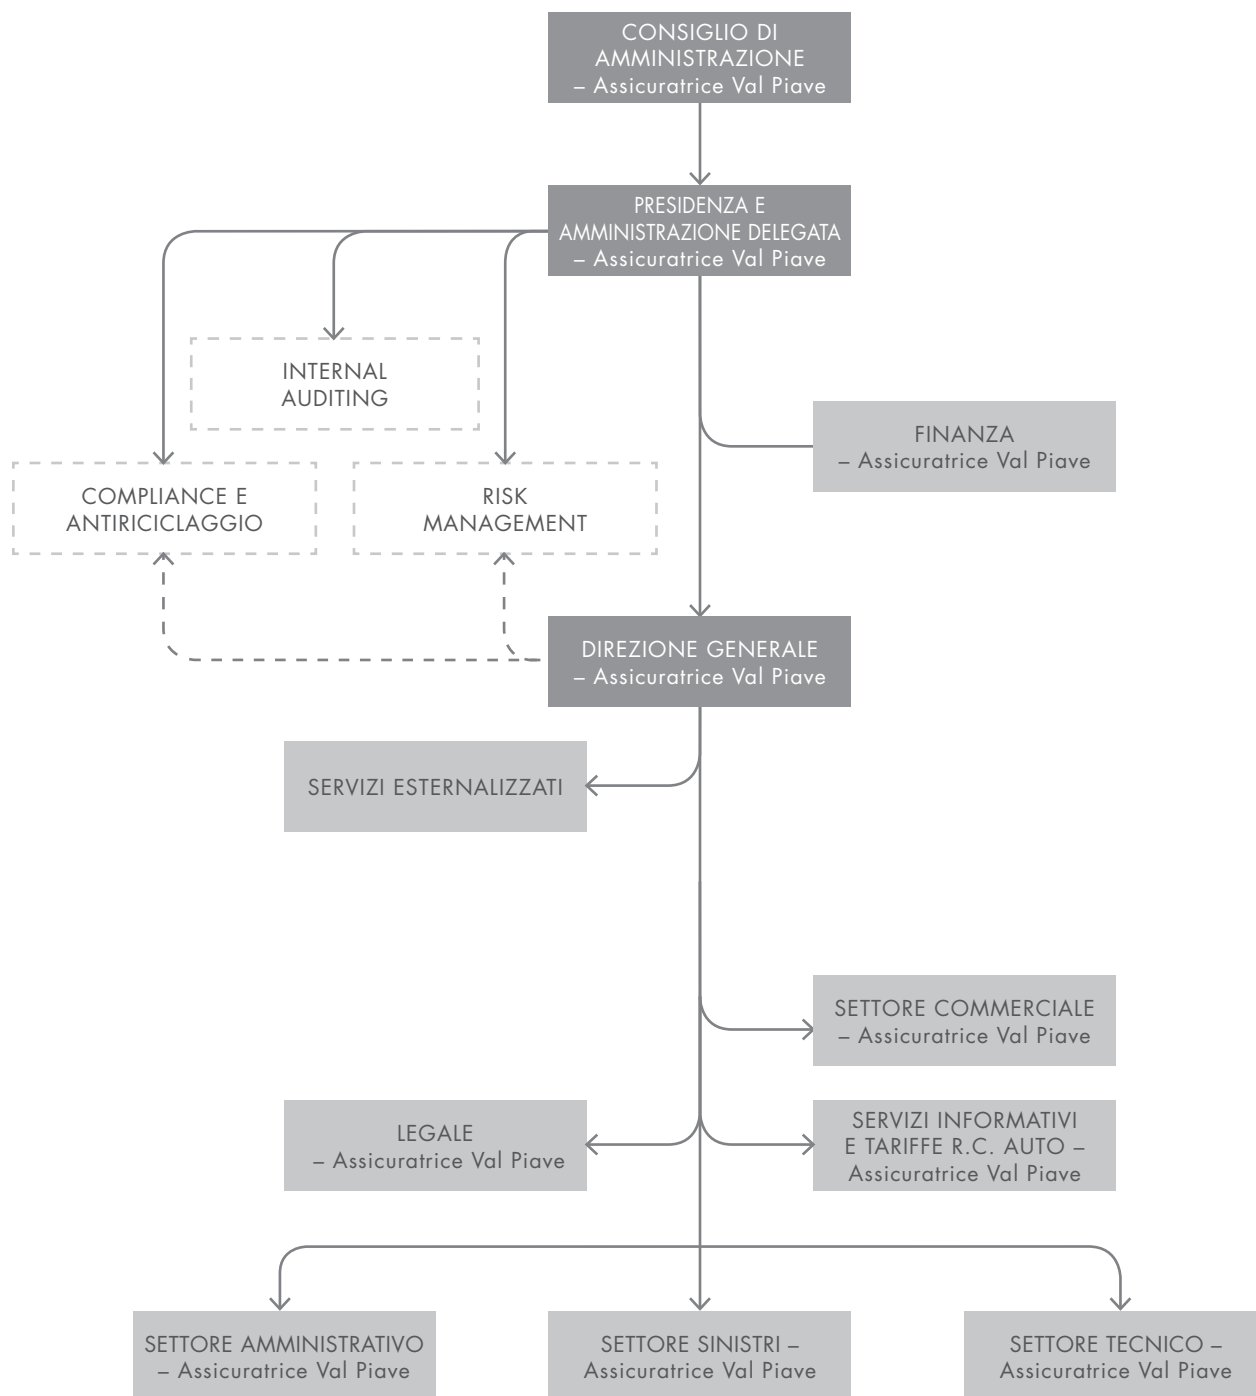 CONSIGLIO DI
AMMINISTRAZIONE
– Assicuratrice Val Piave
PRESIDENZA E
AMMINISTRAZIONE DELEGATA
– Assicuratrice Val Piave
INTERNAL
AUDITING
FINANZA
– Assicuratrice Val Piave
COMPLIANCE E
ANTIRICICLAGGIO
RISK
MANAGEMENT
DIREZIONE GENERALE
– Assicuratrice Val Piave
SERVIZI ESTERNALIZZATI
SETTORE COMMERCIALE
– Assicuratrice Val Piave
LEGALE
– Assicuratrice Val Piave
SERVIZI INFORMATIVI
E TARIFFE R.C. AUTO –
Assicuratrice Val Piave
SETTORE AMMINISTRATIVO
– Assicuratrice Val Piave
SETTORE SINISTRI –
Assicuratrice Val Piave
SETTORE TECNICO –
Assicuratrice Val Piave